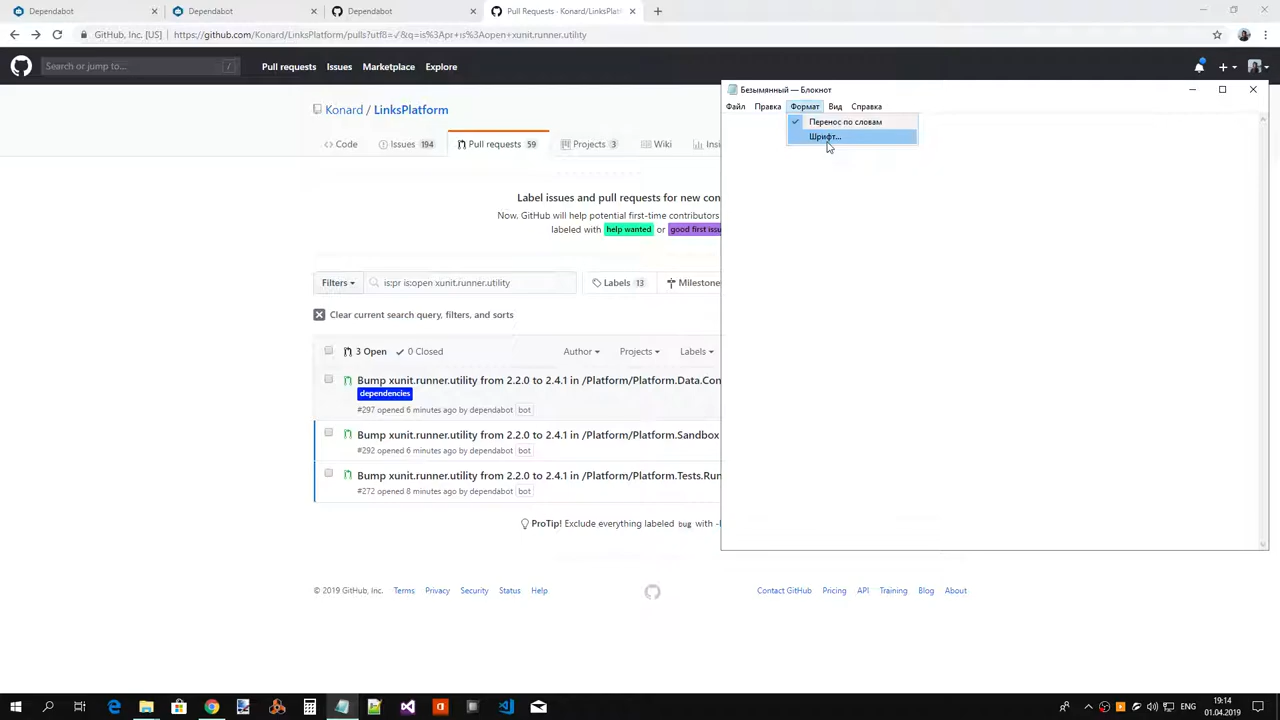 Dependabot
Dependabot
Dependabot
Pull Requests · Konard/LinksPlatf
GitHub, Inc. [US]
https://github.com/Konard/LinksPlatform/pulls?utf8=✓&q=is%3Apr+is%3Aopen+xunit.runner.utility
Search or jump to...
/
Pull requests
Issues
Marketplace
Explore
Безымянный — Блокнот
Файл
Правка
Формат
Вид
Справка
Перенос по словам
Шрифт...
Konard / LinksPlatform
Code
Issues 194
Pull requests 59
Projects 3
Wiki
Insi
Label issues and pull requests for new con
Now, GitHub will help potential first-time contributors
labeled with help wanted or good first issu
Filters
is:pr is:open xunit.runner.utility
Labels 13
Milestone
Clear current search query, filters, and sorts
3 Open
0 Closed
Author
Projects
Labels
Bump xunit.runner.utility from 2.2.0 to 2.4.1 in /Platform/Platform.Data.Con
dependencies
#297 opened 6 minutes ago by dependabot bot
Bump xunit.runner.utility from 2.2.0 to 2.4.1 in /Platform/Platform.Sandbox
#292 opened 6 minutes ago by dependabot bot
Bump xunit.runner.utility from 2.2.0 to 2.4.1 in /Platform/Platform.Tests.Run
#272 opened 8 minutes ago by dependabot bot
ProTip! Exclude everything labeled bug with -l
© 2019 GitHub, Inc.
Terms
Privacy
Security
Status
Help
Contact GitHub
Pricing
API
Training
Blog
About
ENG
19:14
01.04.2019